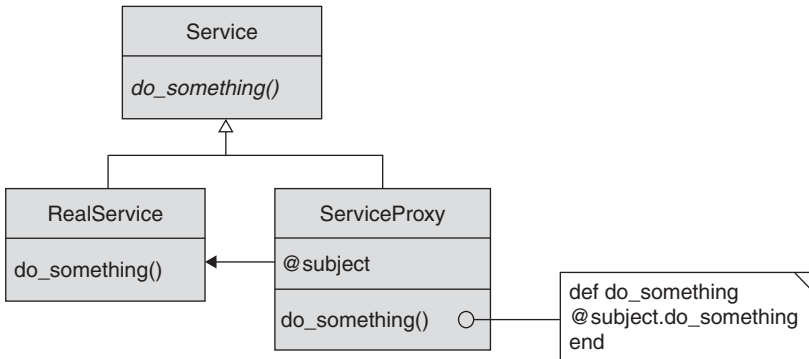 Service
do_something()
RealService
do_something()
ServiceProxy
@subject
do_something()
def do_something
@subject.do_something
end